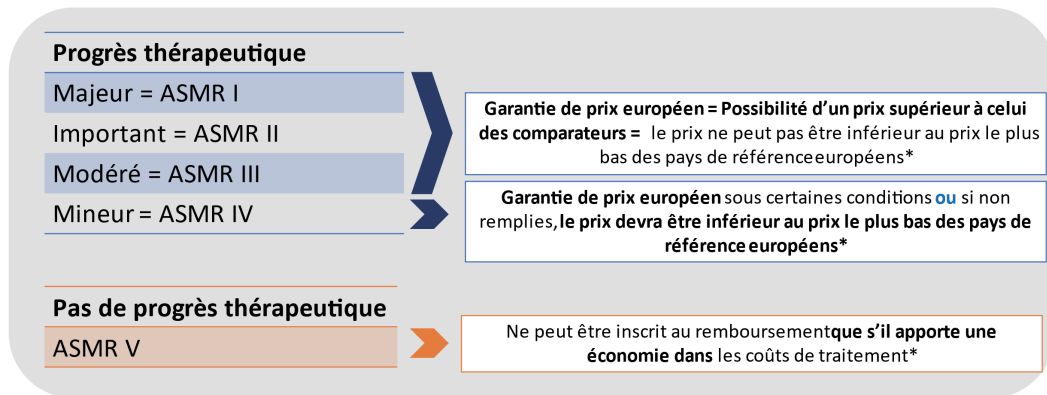 Progrès thérapeutique
Majeur = ASMR I
Important = ASMR II
Modéré = ASMR III
Mineur = ASMR IV
Garantie de prix européen = Possibilité d’un prix supérieur à celui
des comparateurs = le prix ne peut pas être inférieur au prix le plus
bas des pays de référence européens*
Garantie de prix européen sous certaines conditions ou si non
remplies, le prix devra être inférieur au prix le plus bas des pays de
référence européens*
Pas de progrès thérapeutique
ASMR V
Ne peut être inscrit au remboursement que s’il apporte une
économie dans les coûts de traitement*